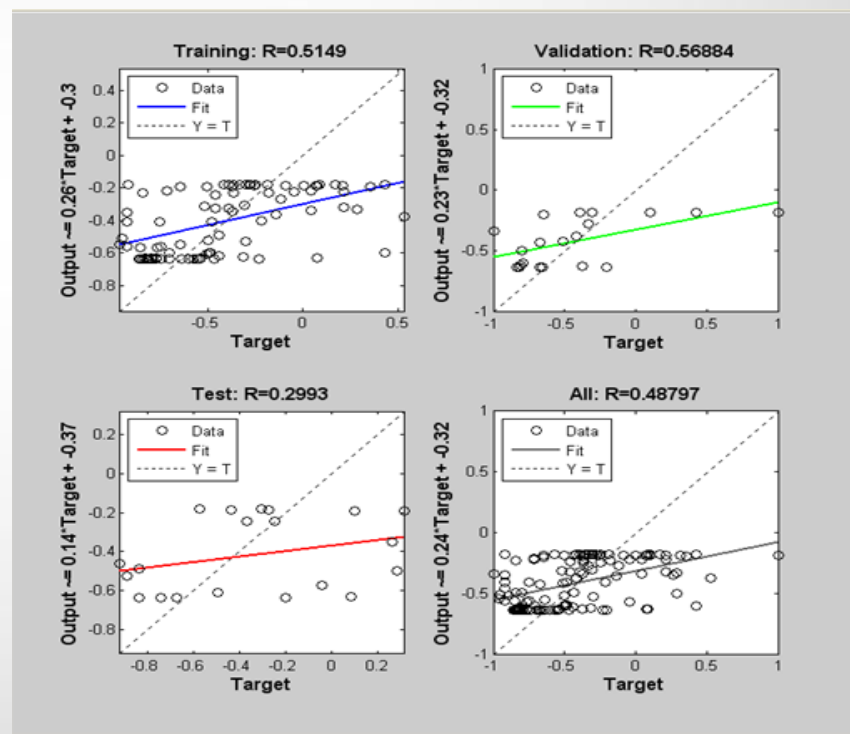 Training: R=0.5149
Output ~= 0.26*Target + -0.3
Data
Fit
Y = T
0.4
0.2
0
-0.2
-0.4
-0.6
-0.8
-0.5
0
0.5
Target
Validation: R=0.56884
Output ~= 0.23*Target + -0.32
Data
Fit
Y = T
1
0.5
0
-0.5
-1
-1
-0.5
0
0.5
1
Target
Test: R=0.2993
Output ~= 0.14*Target + -0.37
Data
Fit
Y = T
0.2
0
-0.2
-0.4
-0.6
-0.8
-0.8
-0.6
-0.4
-0.2
0
0.2
Target
All: R=0.48797
Output ~= 0.24*Target + -0.32
Data
Fit
Y = T
1
0.5
0
-0.5
-1
-1
-0.5
0
0.5
1
Target